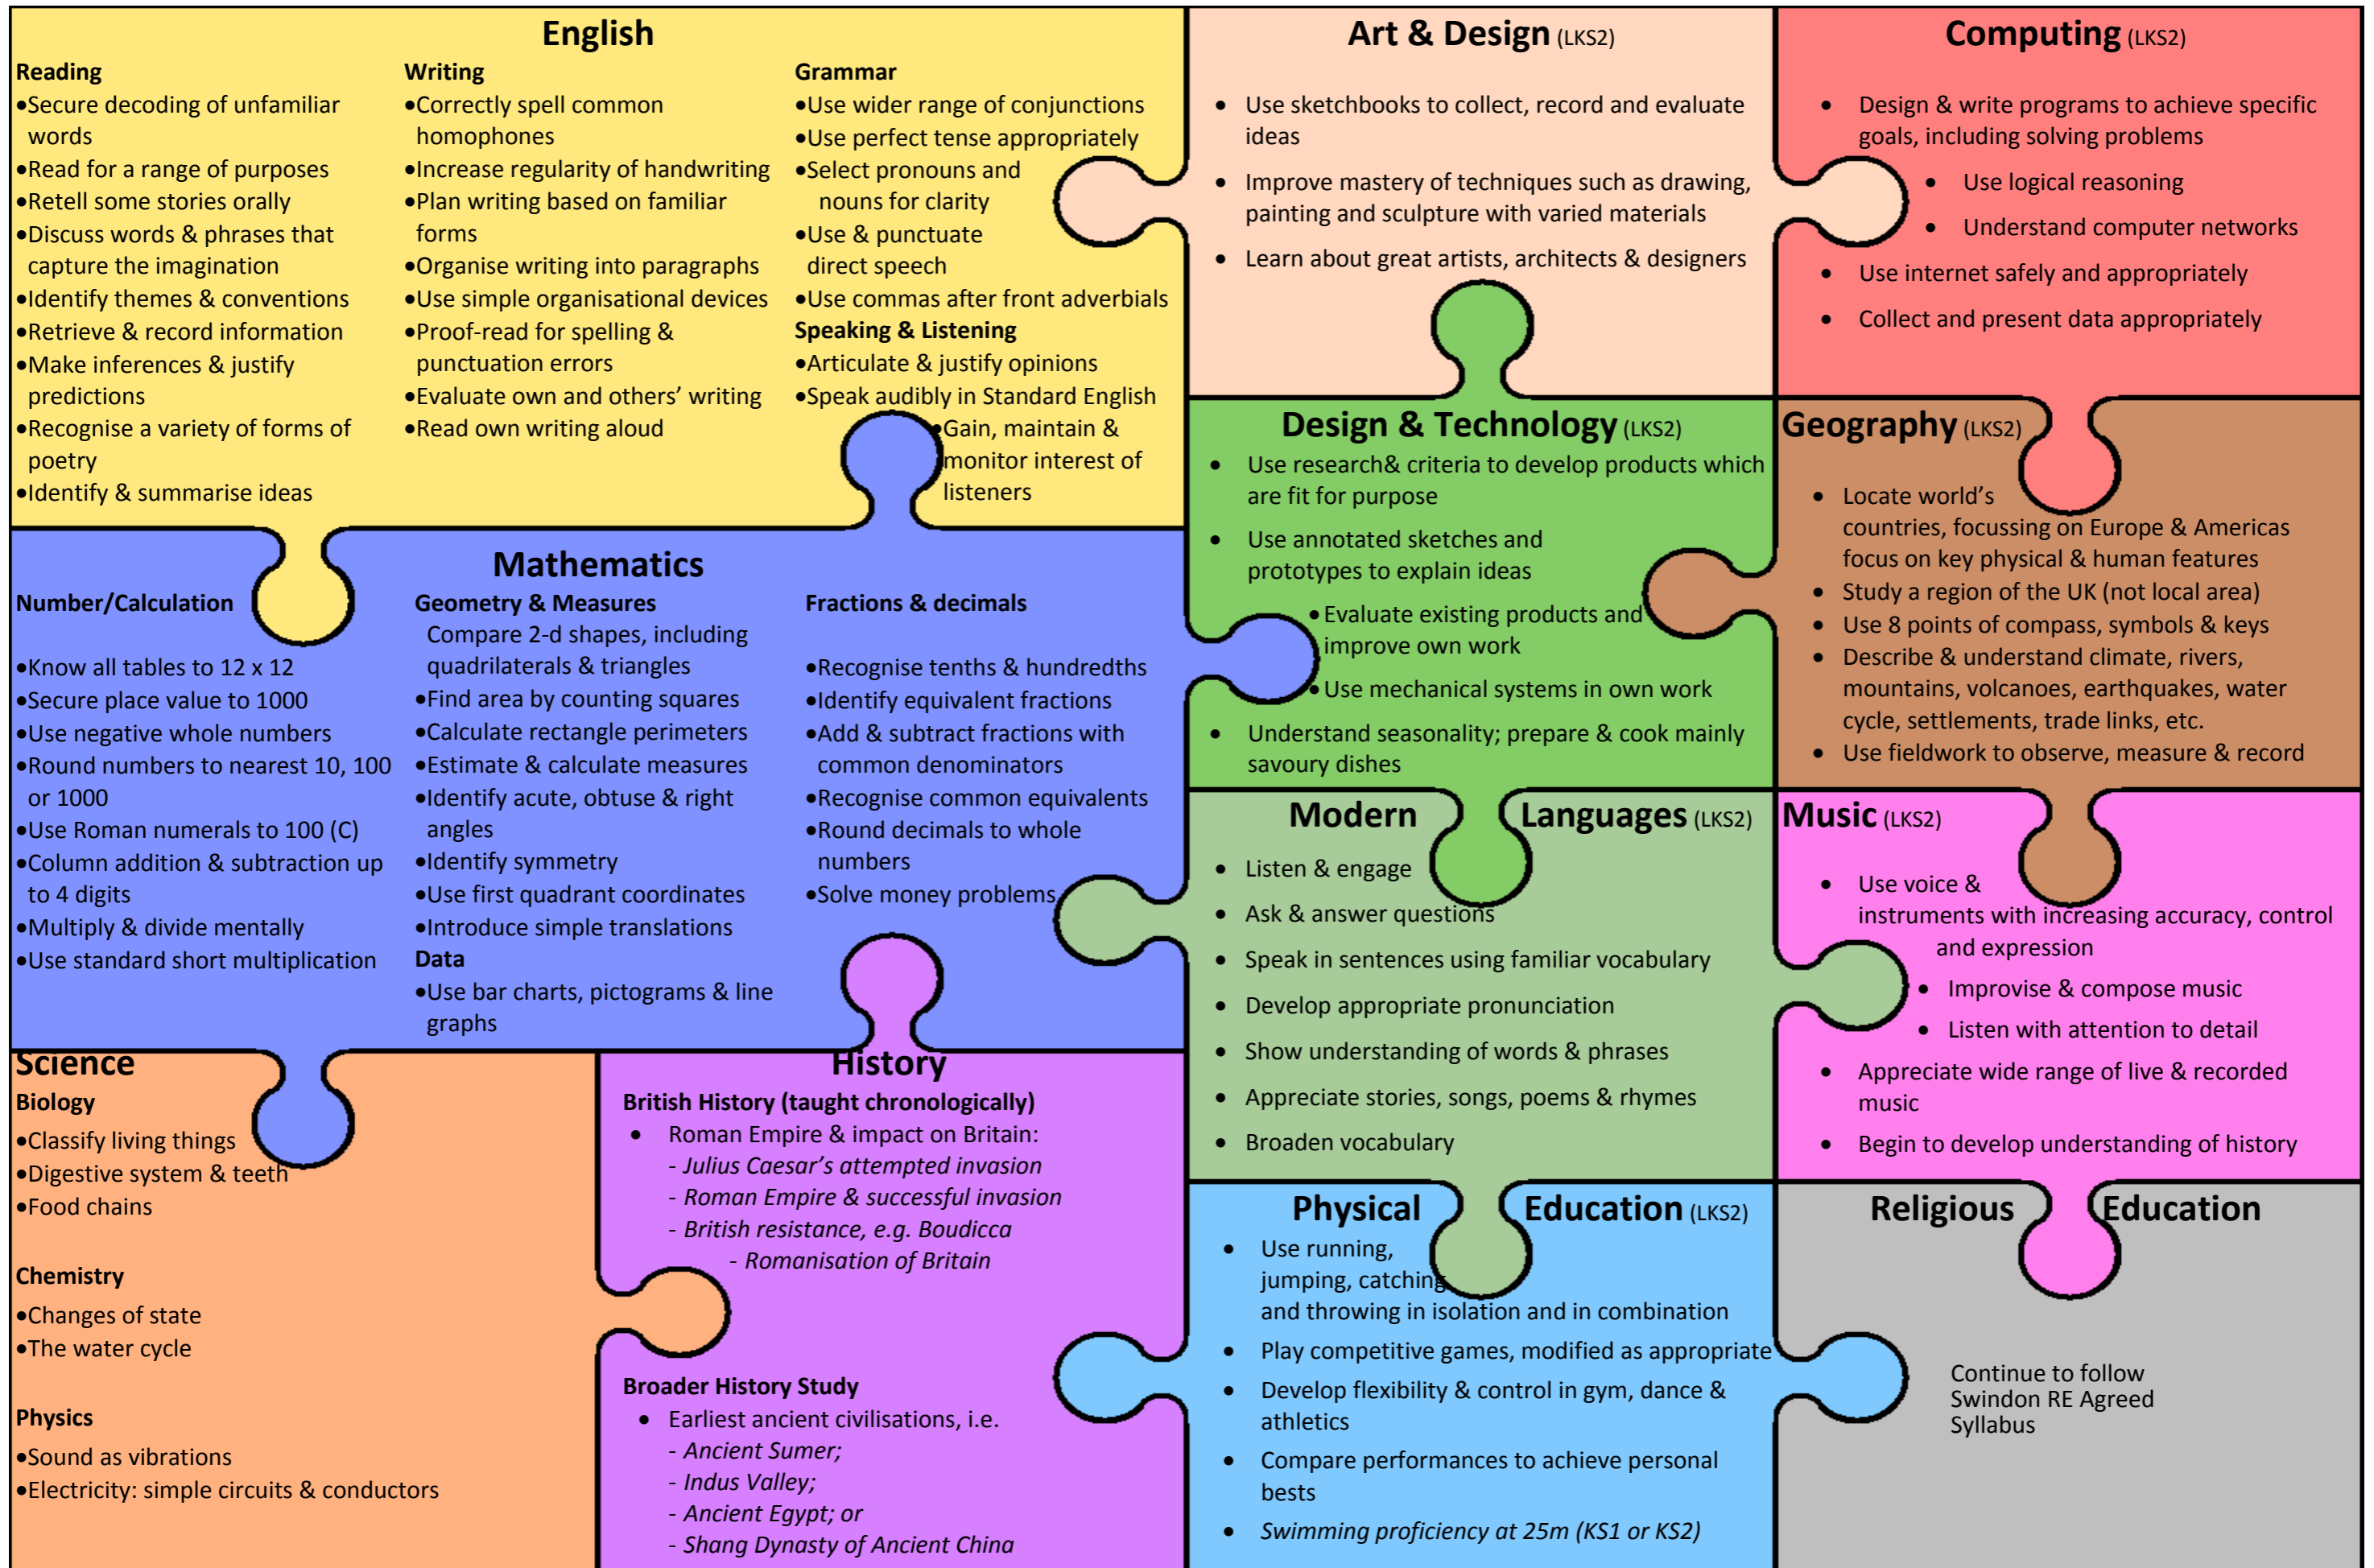 English
Reading
•Secure decoding of unfamiliar
words
•Read for a range of purposes
•Retell some stories orally
•Discuss words & phrases that
capture the imagination
•Identify themes & conventions
•Retrieve & record information
•Make inferences & justify
predictions
•Recognise a variety of forms of
poetry
•Identify & summarise ideas
Writing
•Correctly spell common
homophones
•Increase regularity of handwriting
•Plan writing based on familiar
forms
•Organise writing into paragraphs
•Use simple organisational devices
•Proof-read for spelling &
punctuation errors
•Evaluate own and others’ writing
•Read own writing aloud
Grammar
•Use wider range of conjunctions
•Use perfect tense appropriately
•Select pronouns and
nouns for clarity
•Use & punctuate
direct speech
•Use commas after front adverbials
Speaking & Listening
•Articulate & justify opinions
•Speak audibly in Standard English
•Gain, maintain &
monitor interest of
listeners
Art & Design (LKS2)
• Use sketchbooks to collect, record and evaluate
ideas
• Improve mastery of techniques such as drawing,
painting and sculpture with varied materials
• Learn about great artists, architects & designers
Computing (LKS2)
• Design & write programs to achieve specific
goals, including solving problems
• Use logical reasoning
• Understand computer networks
• Use internet safely and appropriately
• Collect and present data appropriately
Design & Technology (LKS2)
• Use research& criteria to develop products which
are fit for purpose
• Use annotated sketches and
prototypes to explain ideas
•Evaluate existing products and
improve own work
•Use mechanical systems in own work
• Understand seasonality; prepare & cook mainly
savoury dishes
Geography (LKS2)
• Locate world’s
countries, focussing on Europe & Americas
focus on key physical & human features
• Study a region of the UK (not local area)
• Use 8 points of compass, symbols & keys
• Describe & understand climate, rivers,
mountains, volcanoes, earthquakes, water
cycle, settlements, trade links, etc.
• Use fieldwork to observe, measure & record
Mathematics
Number/Calculation
•Know all tables to 12 x 12
•Secure place value to 1000
•Use negative whole numbers
•Round numbers to nearest 10, 100
or 1000
•Use Roman numerals to 100 (C)
•Column addition & subtraction up
to 4 digits
•Multiply & divide mentally
•Use standard short multiplication
Geometry & Measures
Compare 2-d shapes, including
quadrilaterals & triangles
•Find area by counting squares
•Calculate rectangle perimeters
•Estimate & calculate measures
•Identify acute, obtuse & right
angles
•Identify symmetry
•Use first quadrant coordinates
•Introduce simple translations
Data
•Use bar charts, pictograms & line
graphs
Fractions & decimals
•Recognise tenths & hundredths
•Identify equivalent fractions
•Add & subtract fractions with
common denominators
•Recognise common equivalents
•Round decimals to whole
numbers
•Solve money problems
Modern Languages (LKS2)
• Listen & engage
• Ask & answer questions
• Speak in sentences using familiar vocabulary
• Develop appropriate pronunciation
• Show understanding of words & phrases
• Appreciate stories, songs, poems & rhymes
• Broaden vocabulary
Music (LKS2)
• Use voice &
instruments with increasing accuracy, control
and expression
• Improvise & compose music
• Listen with attention to detail
• Appreciate wide range of live & recorded
music
• Begin to develop understanding of history
Science
Biology
•Classify living things
•Digestive system & teeth
•Food chains
Chemistry
•Changes of state
•The water cycle
Physics
•Sound as vibrations
•Electricity: simple circuits & conductors
History
British History (taught chronologically)
• Roman Empire & impact on Britain:
- Julius Caesar’s attempted invasion
- Roman Empire & successful invasion
- British resistance, e.g. Boudicca
- Romanisation of Britain
Broader History Study
• Earliest ancient civilisations, i.e.
- Ancient Sumer;
- Indus Valley;
- Ancient Egypt; or
- Shang Dynasty of Ancient China
Physical Education (LKS2)
• Use running,
jumping, catching
and throwing in isolation and in combination
• Play competitive games, modified as appropriate
• Develop flexibility & control in gym, dance &
athletics
• Compare performances to achieve personal
bests
• Swimming proficiency at 25m (KS1 or KS2)
Religious Education
Continue to follow
Swindon RE Agreed
Syllabus